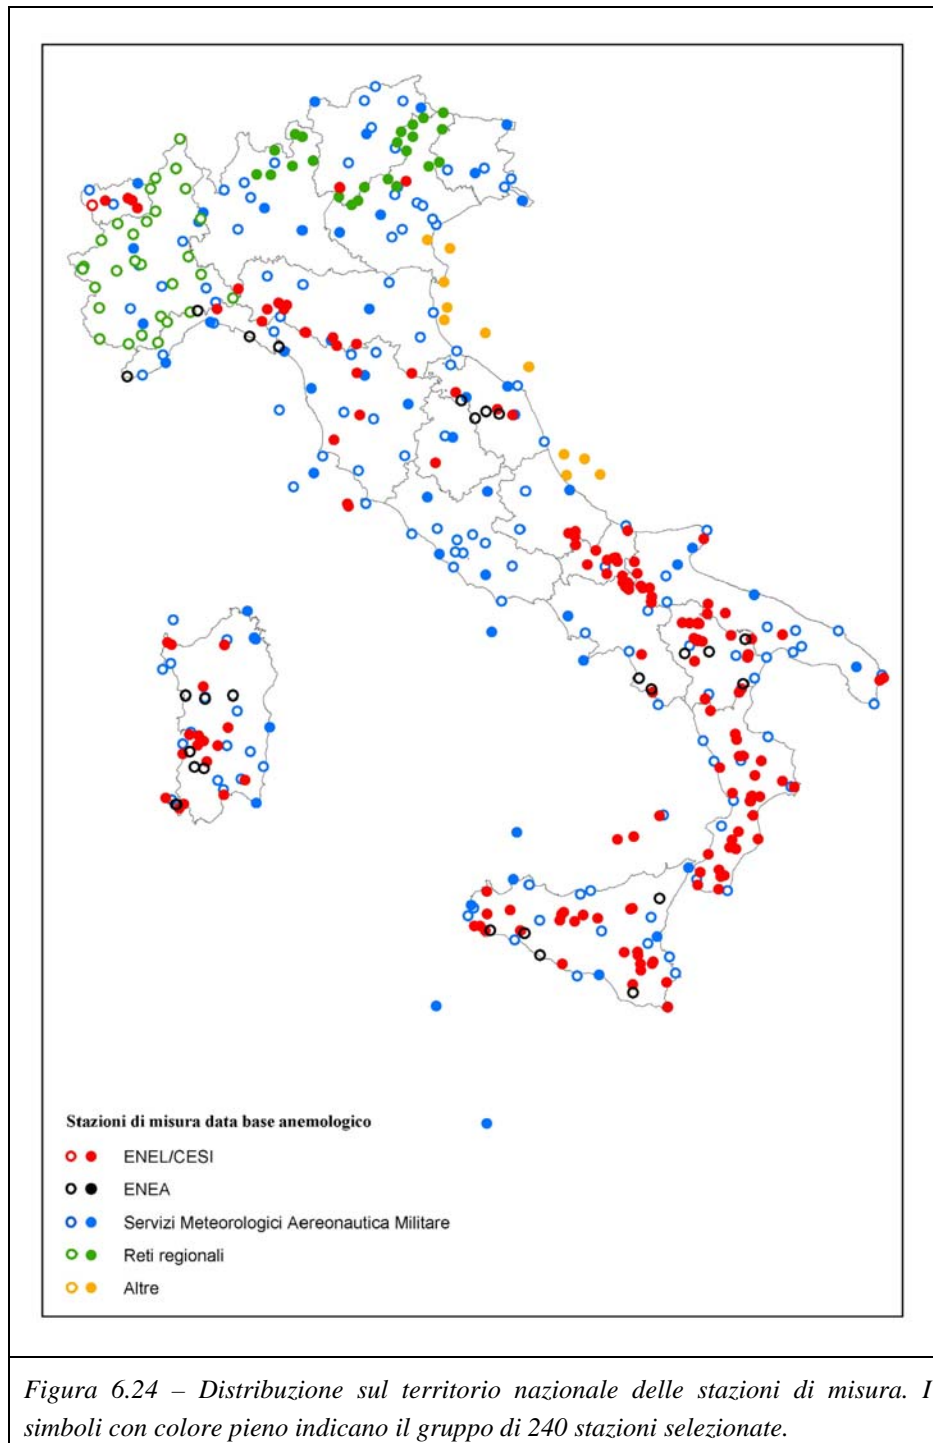 Stazioni di misura data base anemologico
ENEL/CESI
ENEA
Servizi Meteorologici Aereonautica Militare
Reti regionali
Altre
Figura 6.24 – Distribuzione sul territorio nazionale delle stazioni di misura. I
simboli con colore pieno indicano il gruppo di 240 stazioni selezionate.